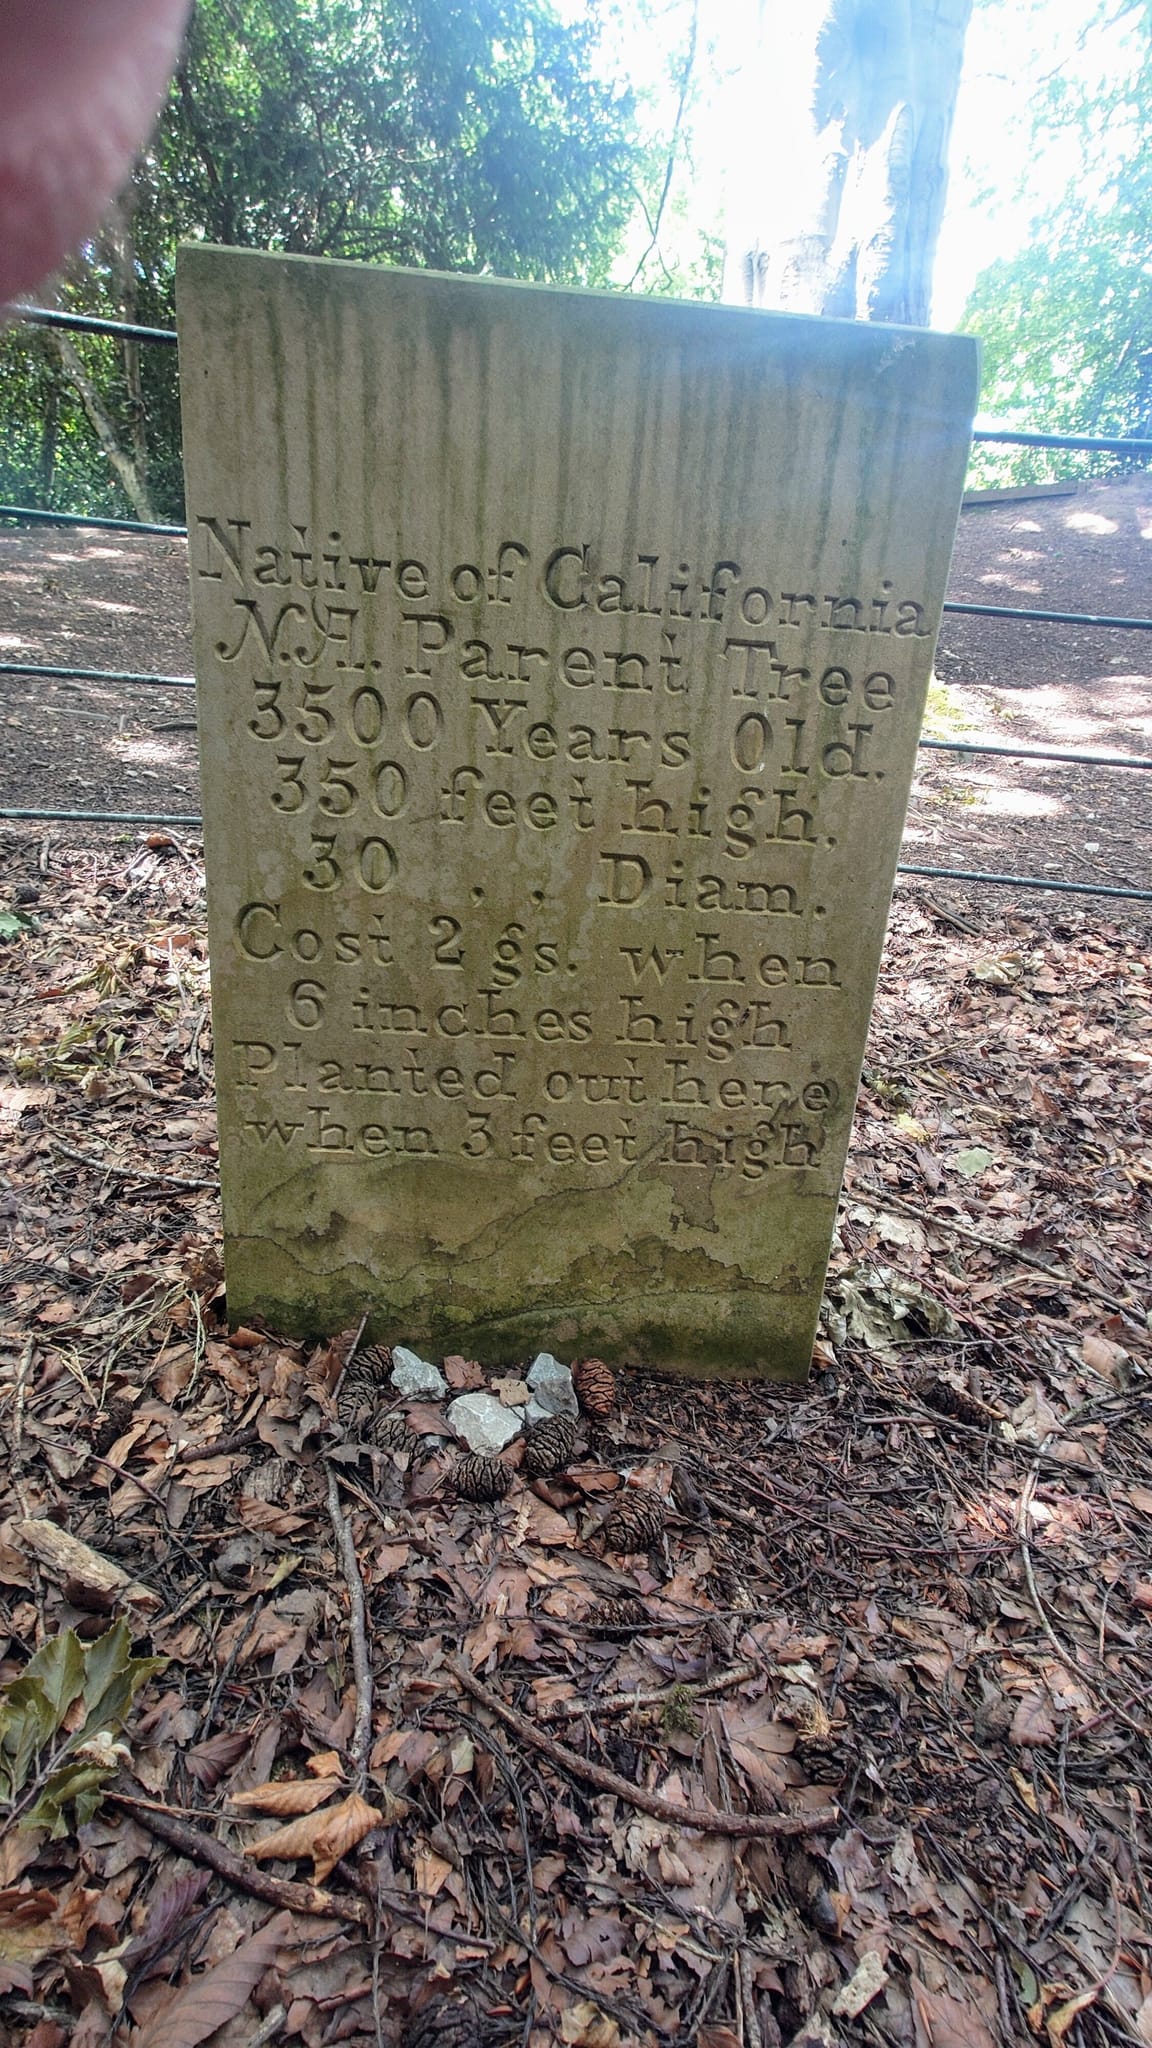 Native of California
N.A. Parent Tree
3500 Years Old.
350 feet high,
30 , , Diam.
Cost 2 gs. when
6 inches high
Planted out here
when 3 feet high